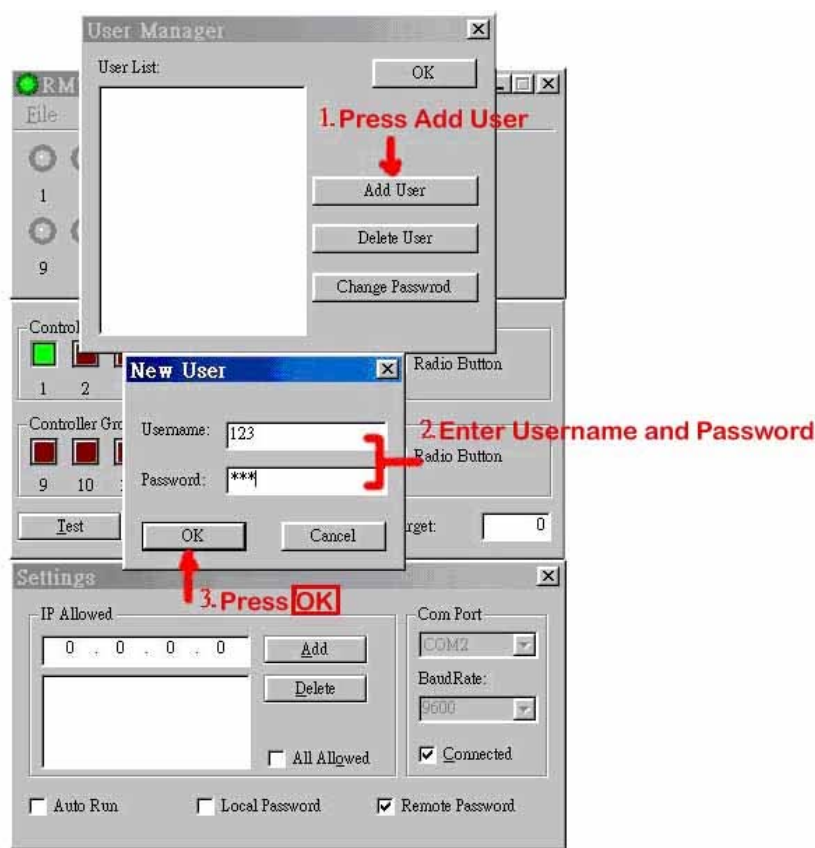 User Manager
User List:
OK
RM
File
1. Press Add User
1
Add User
Delete User
9
Change Passwrod
Control
New User
Radio Button
1 2
Controller Gro
Username: 123
2. Enter Username and Password
Radio Button
Password: ***
9 10
Test
OK
Cancel
rget: 0
Settings
3. Press OK
IP Allowed
Com Port
0 . 0 . 0 . 0
Add
COM2
BaudRate:
Delete
9600
All Allowed
Connected
Auto Run
Local Password
Remote Password